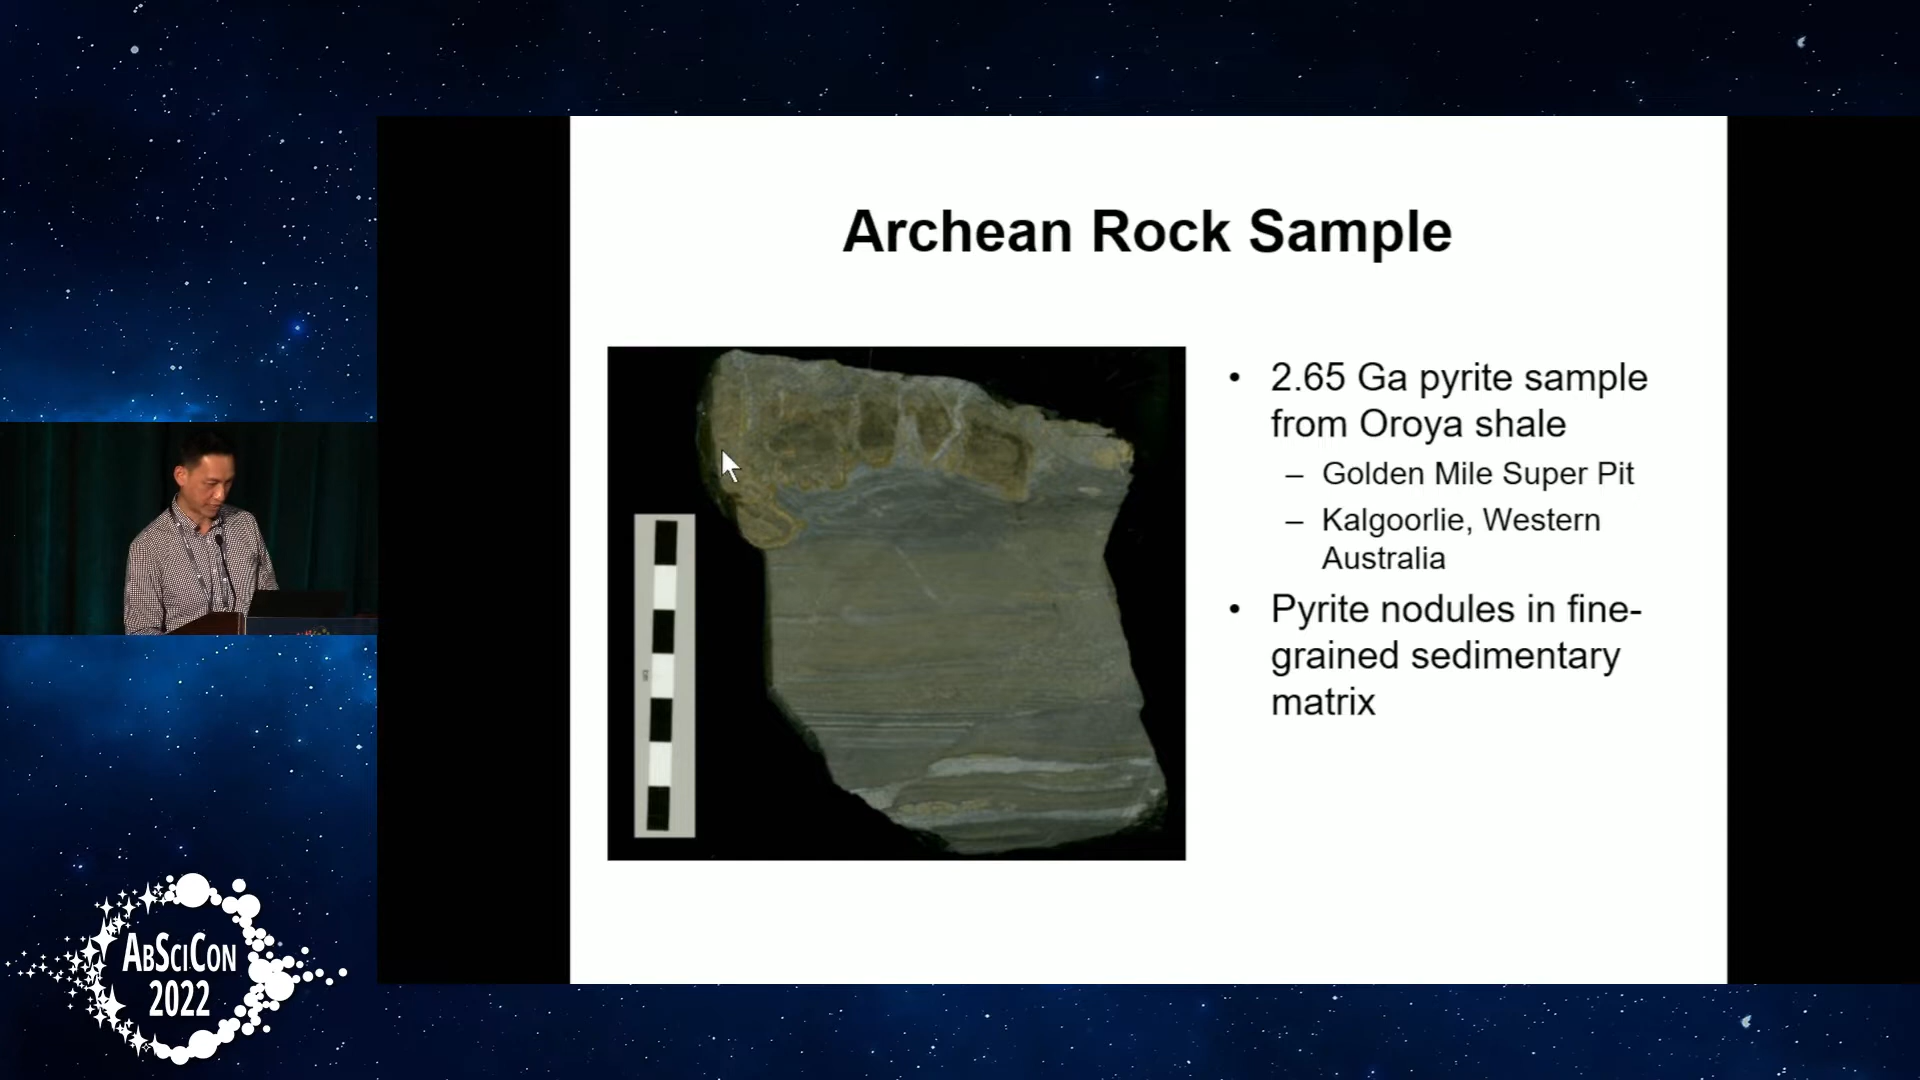 Archean Rock Sample
• 2.65 Ga pyrite sample
from Oroya shale
– Golden Mile Super Pit
– Kalgoorlie, Western
Australia
• Pyrite nodules in fine-
grained sedimentary
matrix
ABSCICON
2022